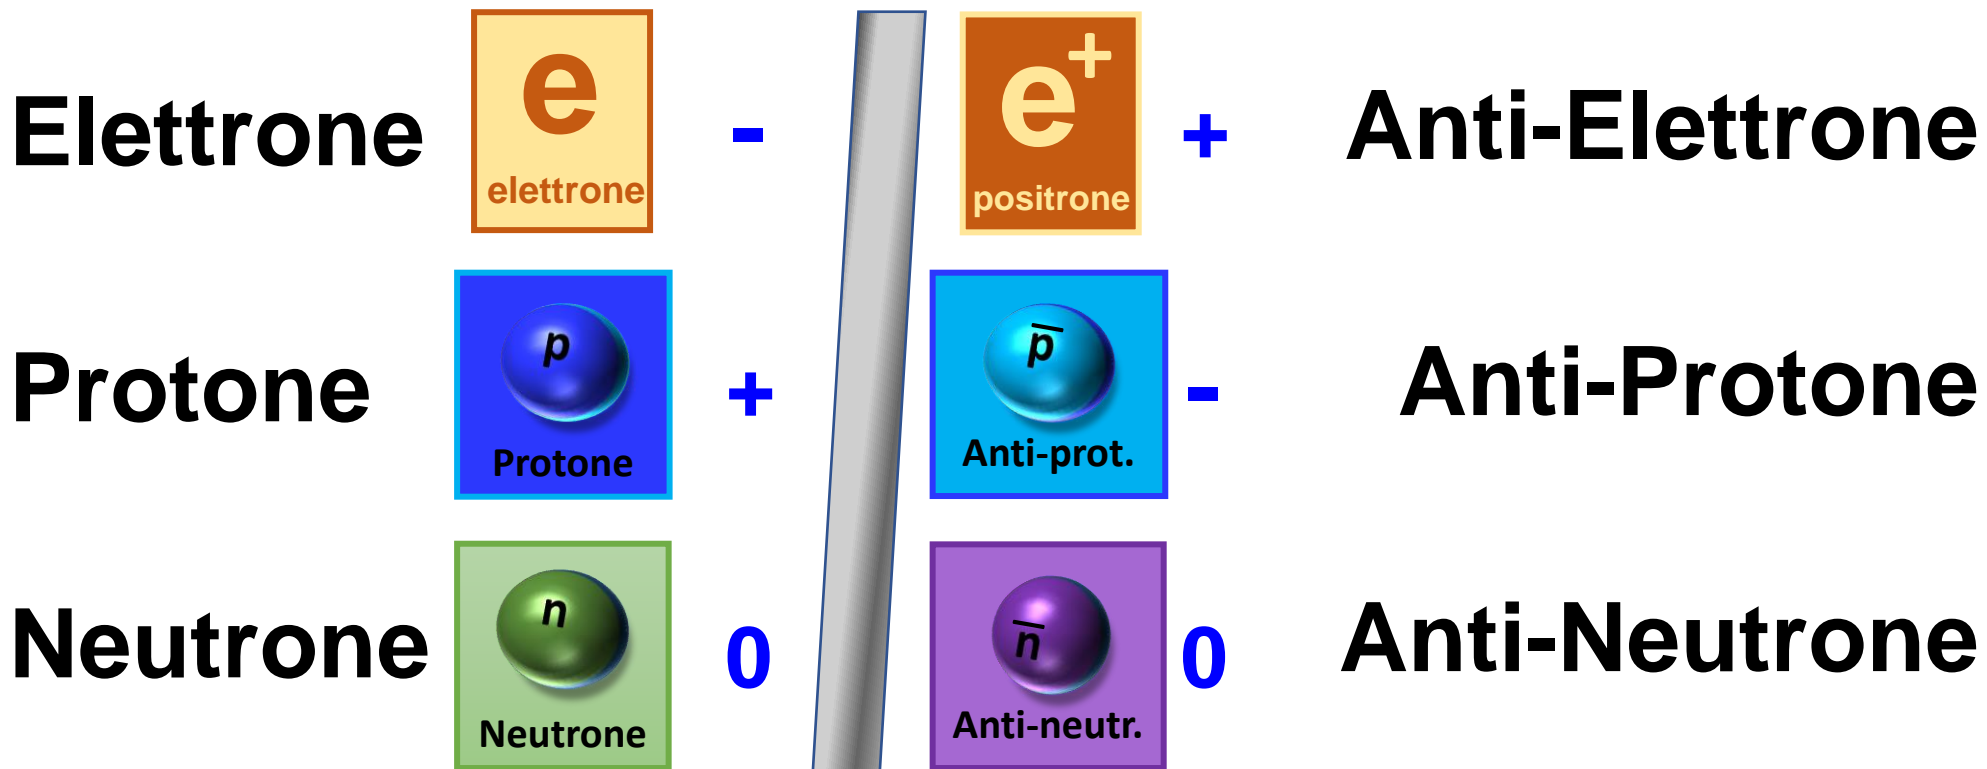 Elettrone
e
elettrone
-
e+
positrone
+
Anti-Elettrone
Protone
p
Protone
+
p̅
Anti-prot.
-
Anti-Protone
Neutrone
n
Neutrone
0
n̅
Anti-neutr.
0
Anti-Neutrone